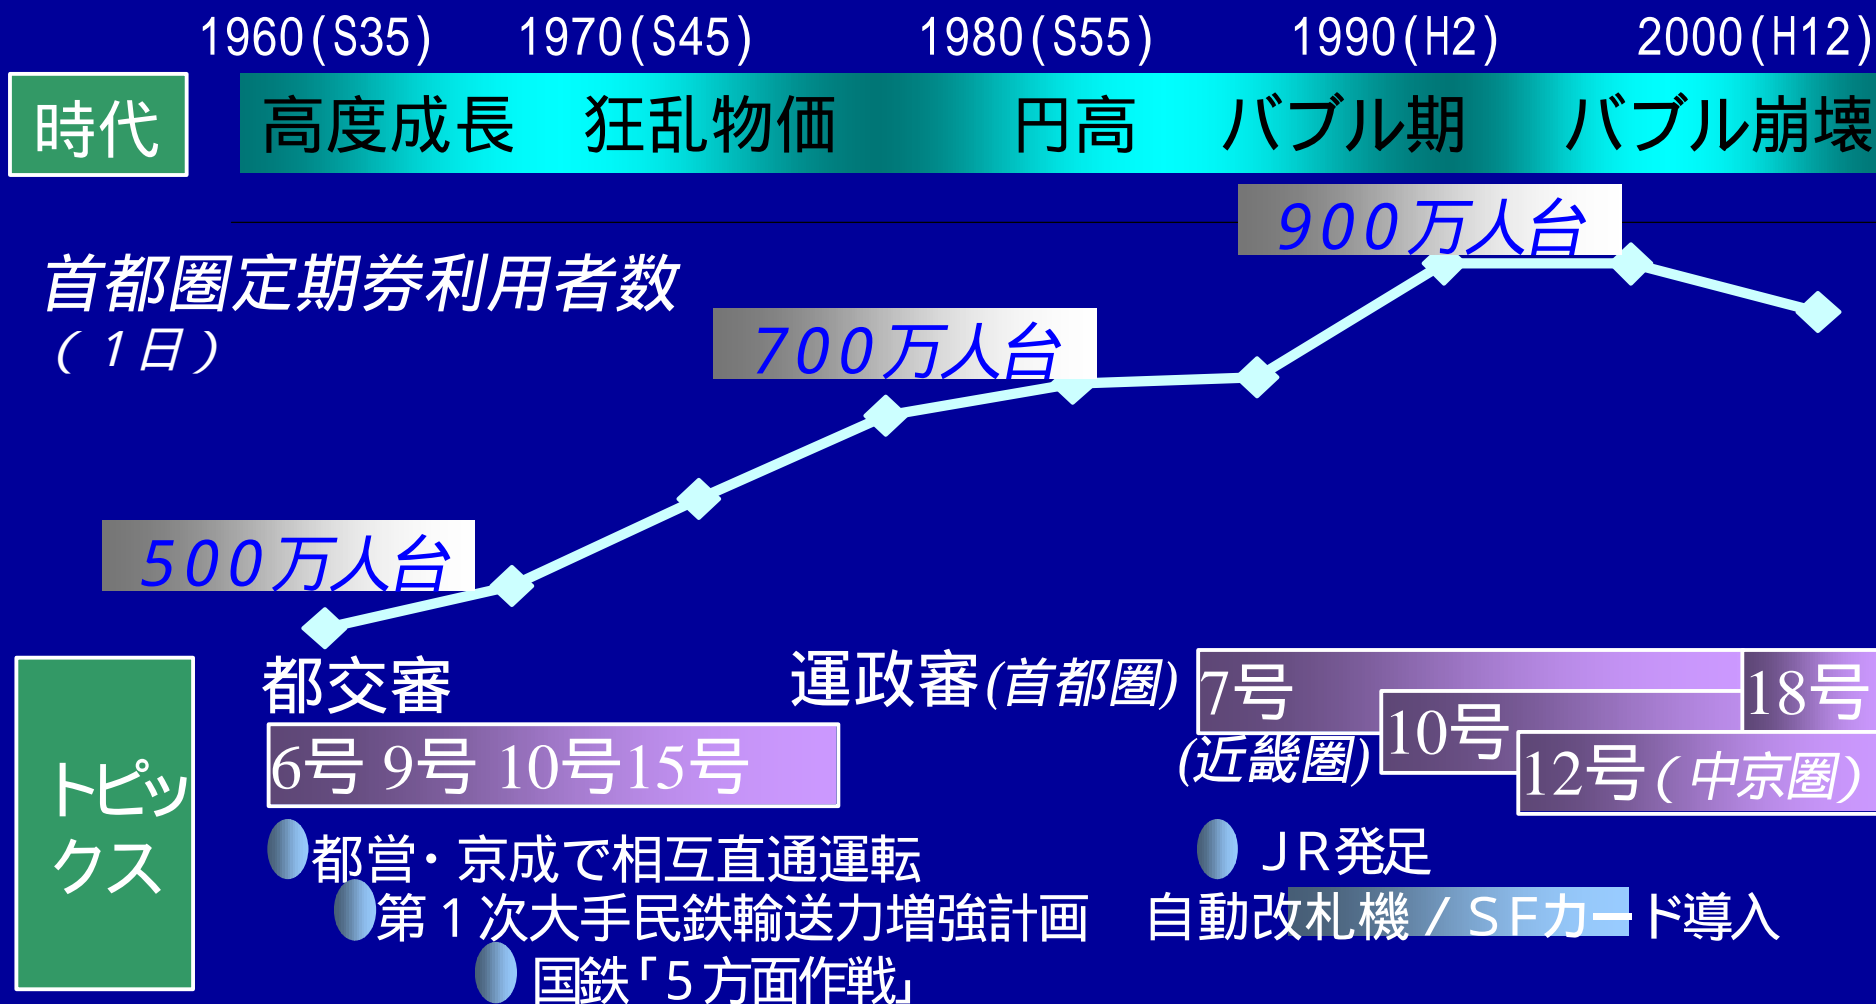 1960(S35) 1970(S45) 1980(S55) 1990(H2) 2000(H12)
時代
高度成長 狂乱物価 円高 バブル期 バブル崩壊
900万人台
首都圏定期券利用者数
(1日)
700万人台
500万人台
都交審
運政審(首都圏)
7号
18号
10号
(近畿圏)
12号(中京圏)
6号 9号 10号15号
トピッ
クス
都営・京成で相互直通運転
JR発足
第1次大手民鉄輸送力増強計画
自動改札機/SFカード導入
国鉄「5方面作戦」